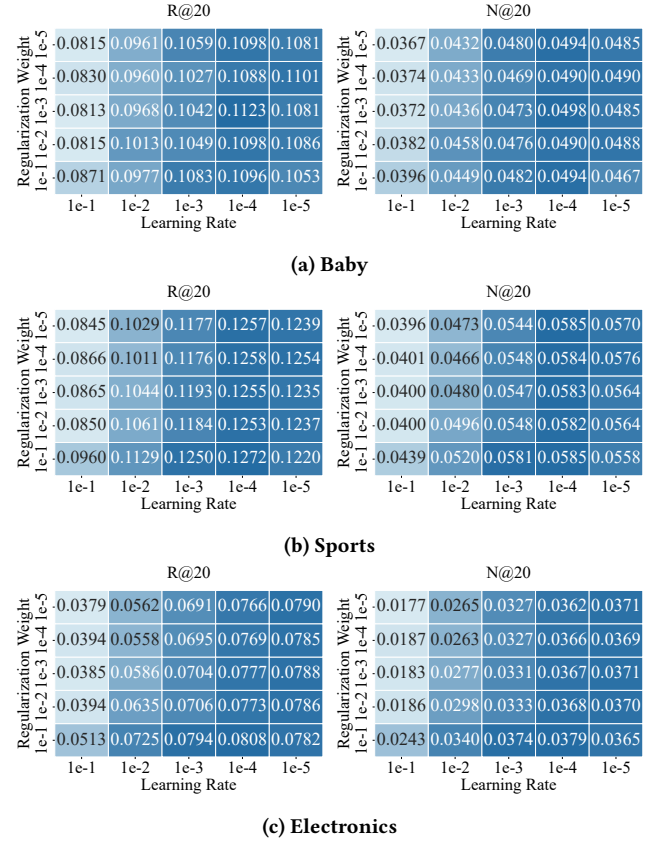 R@20
N@20
Regularization Weight
1e-5 0.0815 0.0961 0.1059 0.1098 0.1081
1e-4 0.0830 0.0960 0.1027 0.1088 0.1101
1e-3 0.0813 0.0968 0.1042 0.1123 0.1081
1e-2 0.0815 0.1013 0.1049 0.1098 0.1086
1e-1 0.0871 0.0977 0.1083 0.1096 0.1053
1e-1 1e-2 1e-3 1e-4 1e-5
Learning Rate
Regularization Weight
1e-5 0.0367 0.0432 0.0480 0.0494 0.0485
1e-4 0.0374 0.0433 0.0469 0.0490 0.0490
1e-3 0.0372 0.0436 0.0473 0.0498 0.0485
1e-2 0.0382 0.0458 0.0476 0.0490 0.0488
1e-1 0.0396 0.0449 0.0482 0.0494 0.0467
1e-1 1e-2 1e-3 1e-4 1e-5
Learning Rate
(a) Baby
R@20
N@20
Regularization Weight
1e-5 0.0845 0.1029 0.1177 0.1257 0.1239
1e-4 0.0866 0.1011 0.1176 0.1258 0.1254
1e-3 0.0865 0.1044 0.1193 0.1255 0.1235
1e-2 0.0850 0.1061 0.1184 0.1253 0.1237
1e-1 0.0960 0.1129 0.1250 0.1272 0.1220
1e-1 1e-2 1e-3 1e-4 1e-5
Learning Rate
Regularization Weight
1e-5 0.0396 0.0473 0.0544 0.0585 0.0570
1e-4 0.0401 0.0466 0.0548 0.0584 0.0576
1e-3 0.0400 0.0480 0.0547 0.0583 0.0564
1e-2 0.0400 0.0496 0.0548 0.0582 0.0564
1e-1 0.0439 0.0520 0.0581 0.0585 0.0558
1e-1 1e-2 1e-3 1e-4 1e-5
Learning Rate
(b) Sports
R@20
N@20
Regularization Weight
1e-5 0.0379 0.0562 0.0691 0.0766 0.0790
1e-4 0.0394 0.0558 0.0695 0.0769 0.0785
1e-3 0.0385 0.0586 0.0704 0.0777 0.0788
1e-2 0.0394 0.0635 0.0706 0.0773 0.0786
1e-1 0.0513 0.0725 0.0794 0.0808 0.0782
1e-1 1e-2 1e-3 1e-4 1e-5
Learning Rate
Regularization Weight
1e-5 0.0177 0.0265 0.0327 0.0362 0.0371
1e-4 0.0187 0.0263 0.0327 0.0366 0.0369
1e-3 0.0183 0.0277 0.0331 0.0367 0.0371
1e-2 0.0186 0.0298 0.0333 0.0368 0.0370
1e-1 0.0243 0.0340 0.0374 0.0379 0.0365
1e-1 1e-2 1e-3 1e-4 1e-5
Learning Rate
(c) Electronics